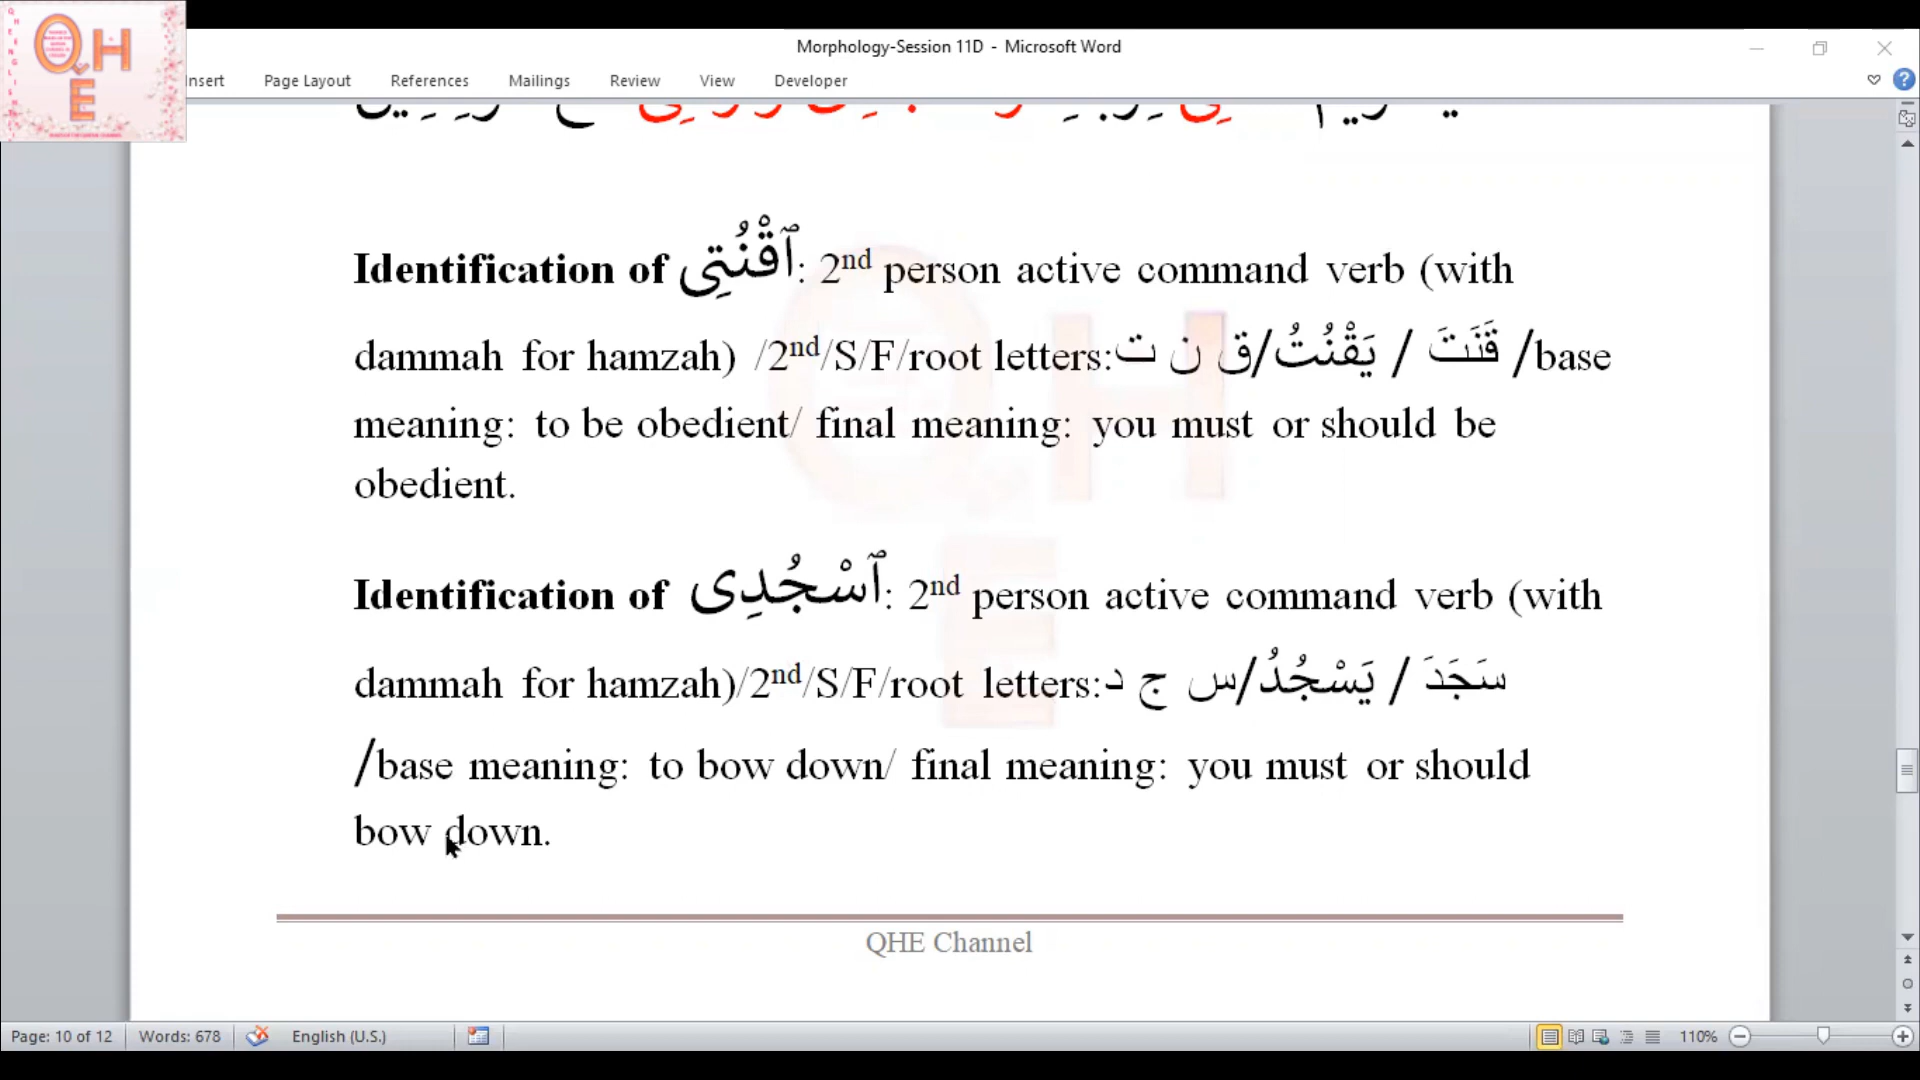 QHE
Morphology-Session 11D - Microsoft Word
Insert Page Layout References Mailings Review View Developer
Identification of ٱقْنُتِى: 2nd person active command verb (with
dammah for hamzah) /2nd/S/F/root letters:ق ن ت/يَقْنُتُ / قَنَتَ /base
meaning: to be obedient/ final meaning: you must or should be
obedient.
Identification of ٱسْجُدِى: 2nd person active command verb (with
dammah for hamzah)/2nd/S/F/root letters:س ج د/يَسْجُدُ / سَجَدَ
/base meaning: to bow down/ final meaning: you must or should
bow down.
QHE Channel
Page: 10 of 12 Words: 678 English (U.S.) 110%